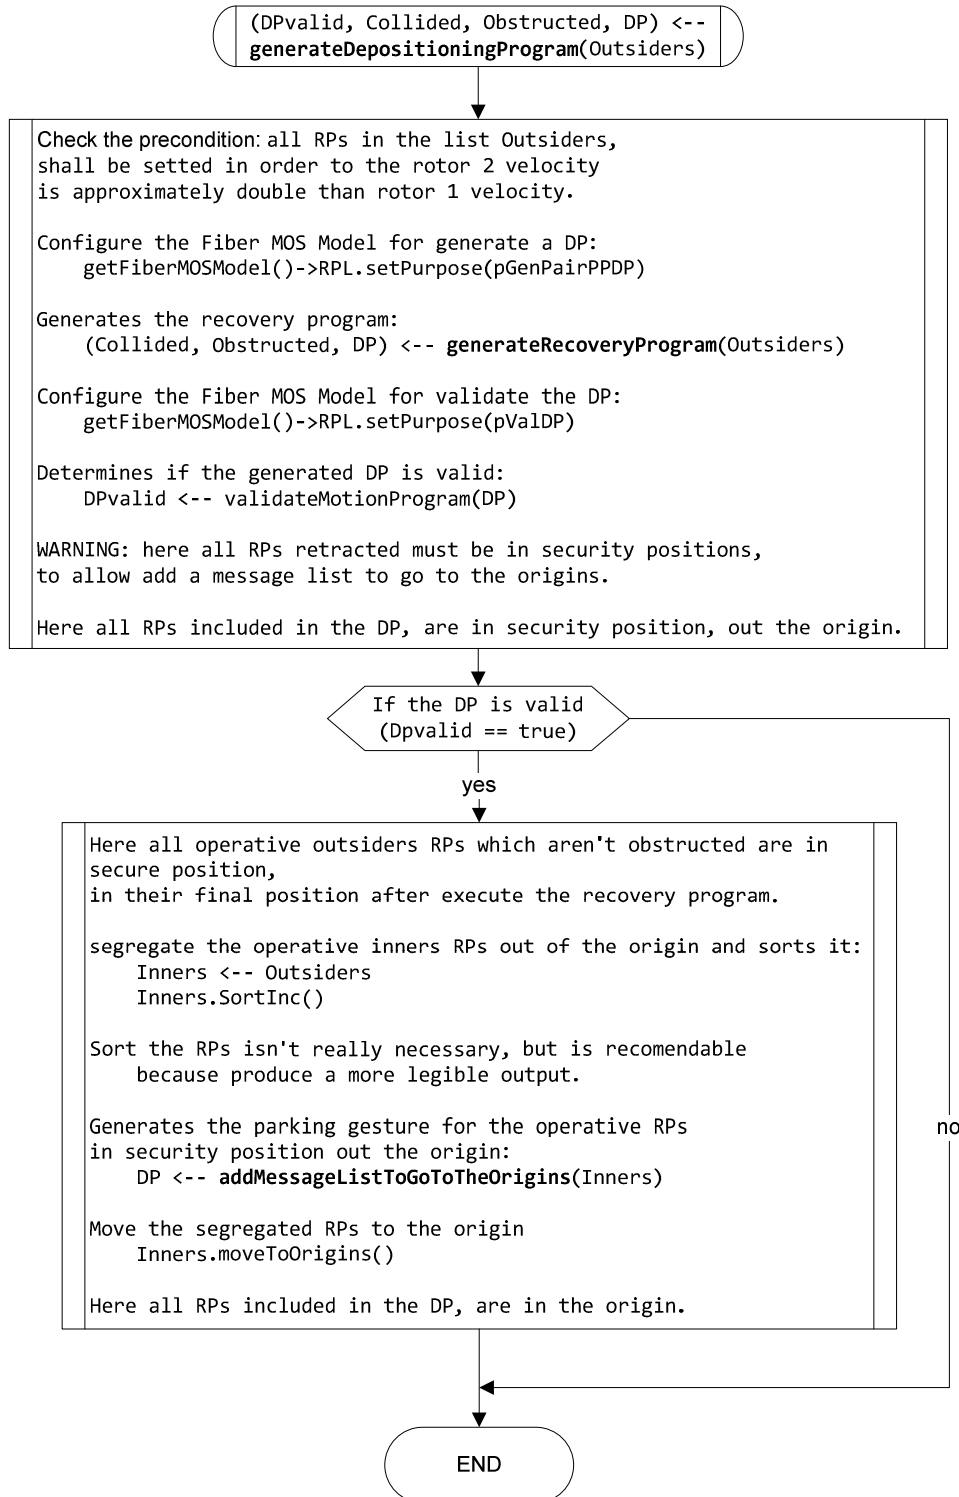 (DPvalid, Collided, Obstructed, DP) <--
generateDepositioningProgram(Outsiders)
Check the precondition: all RPs in the list Outsiders,
shall be setted in order to the rotor 2 velocity
is approximately double than rotor 1 velocity.
Configure the Fiber MOS Model for generate a DP:
getFiberMOSModel()->RPL.setPurpose(pGenPairPPDP)
Generates the recovery program:
(Collided, Obstructed, DP) <-- generateRecoveryProgram(Outsiders)
Configure the Fiber MOS Model for validate the DP:
getFiberMOSModel()->RPL.setPurpose(pValDP)
Determines if the generated DP is valid:
DPvalid <-- validateMotionProgram(DP)
WARNING: here all RPs retracted must be in security positions,
to allow add a message list to go to the origins.
Here all RPs included in the DP, are in security position, out the origin.
If the DP is valid
(Dpvalid == true)
yes
Here all operative outsiders RPs which aren't obstructed are in
secure position,
in their final position after execute the recovery program.
segregate the operative inners RPs out of the origin and sorts it:
Inners <-- Outsiders
Inners.SortInc()
Sort the RPs isn't really necessary, but is recomendable
because produce a more legible output.
Generates the parking gesture for the operative RPs
in security position out the origin:
DP <-- addMessageListToGoToTheOrigins(Inners)
Move the segregated RPs to the origin
Inners.moveToOrigins()
Here all RPs included in the DP, are in the origin.
no
END